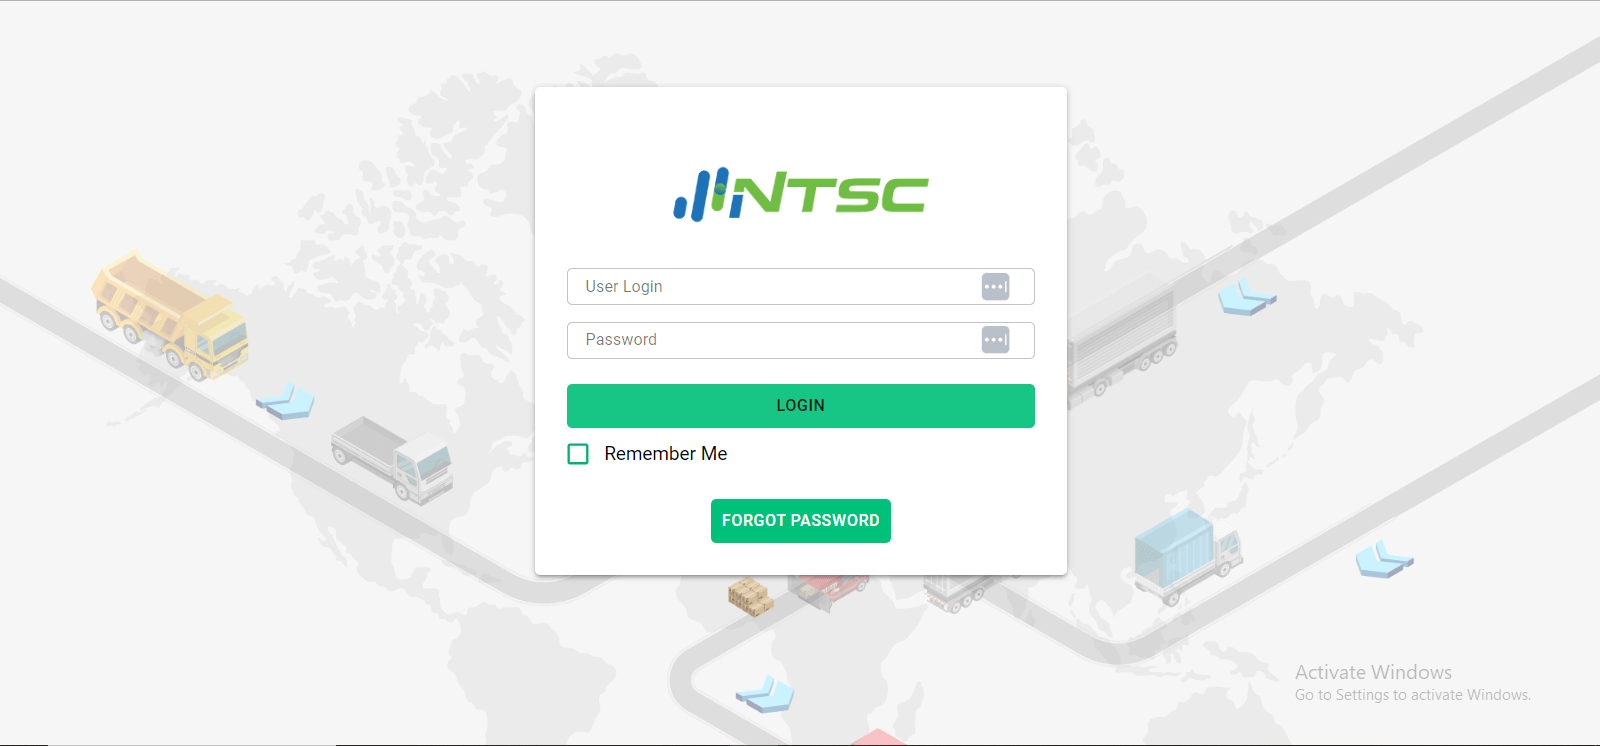 NTSC
User Login
Password
LOGIN
Remember Me
FORGOT PASSWORD
Activate Windows
Go to Settings to activate Windows.